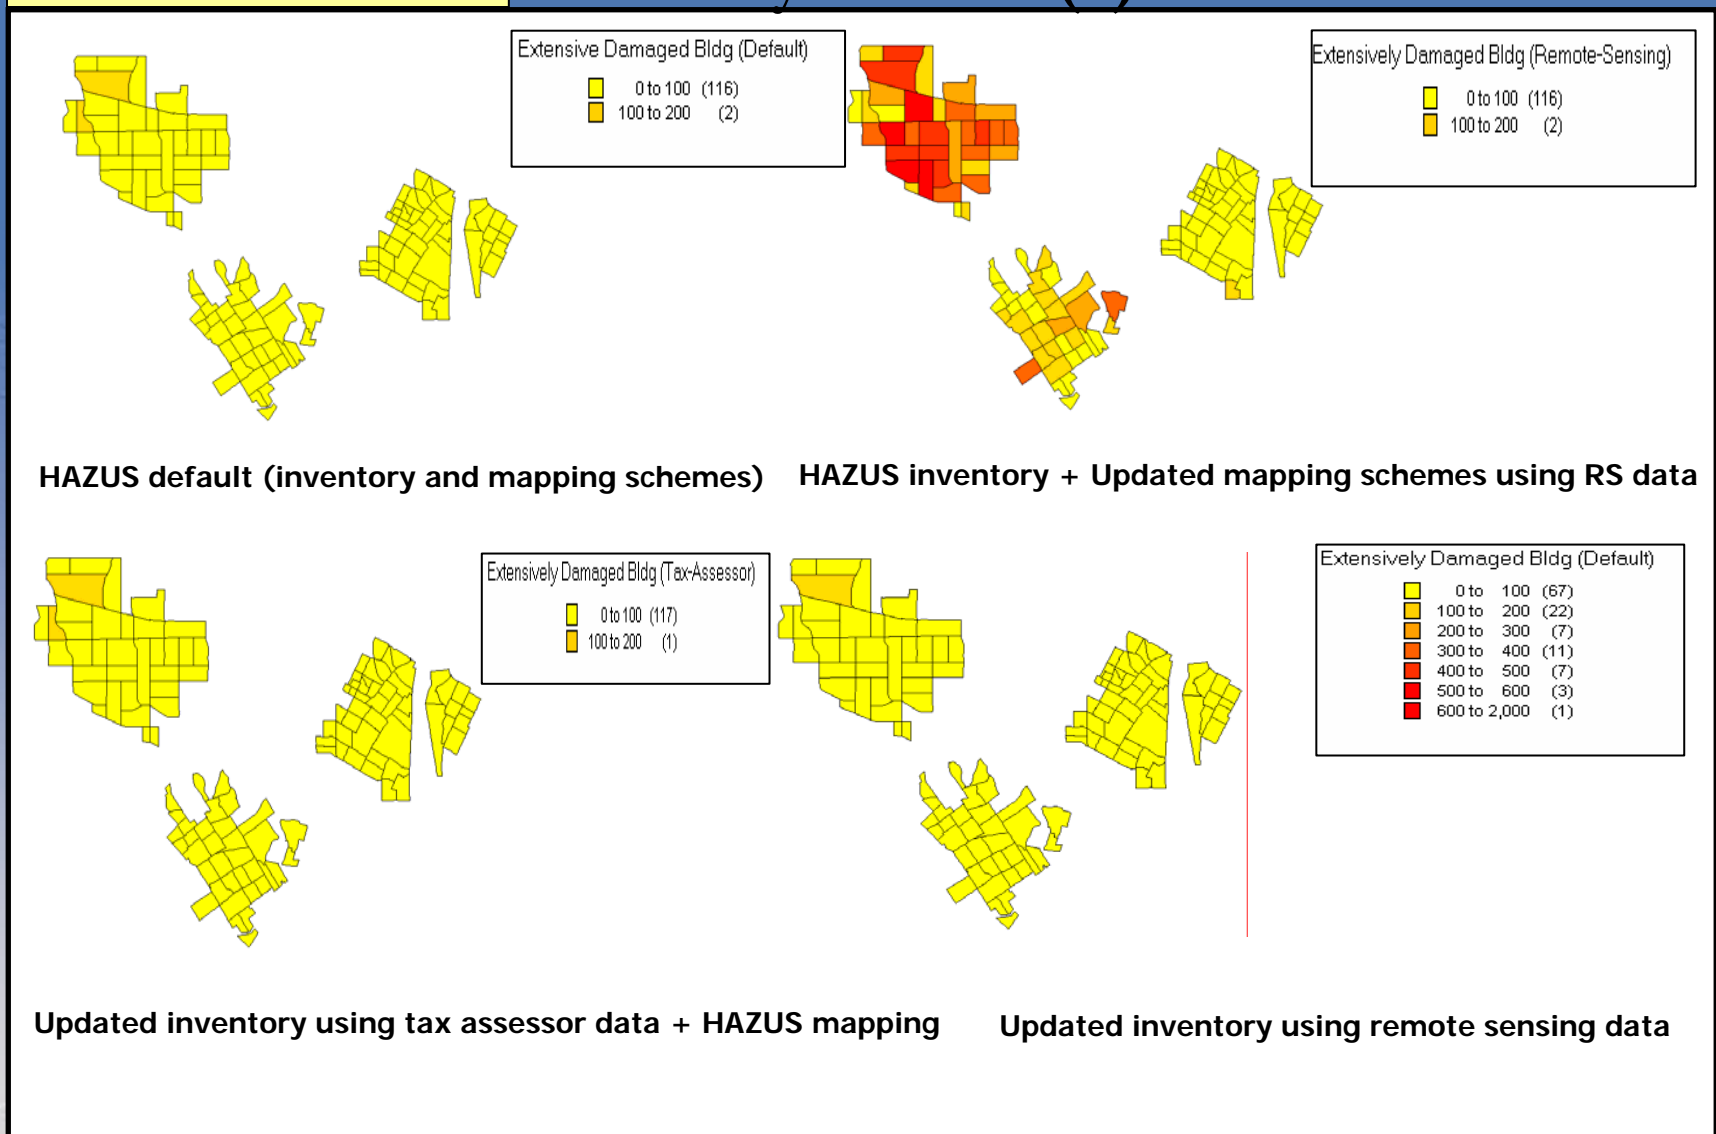 Extensive Damaged Bldg (Default)
0 to 100 (116)
100 to 200 (2)
Extensively Damaged Bldg (Remote-Sensing)
0 to 100 (116)
100 to 200 (2)
HAZUS default (inventory and mapping schemes)
HAZUS inventory + Updated mapping schemes using RS data
Extensively Damaged Bldg (Tax-Assessor)
0 to 100 (117)
100 to 200 (1)
Extensively Damaged Bldg (Default)
0 to 100 (67)
100 to 200 (22)
200 to 300 (7)
300 to 400 (11)
400 to 500 (7)
500 to 600 (3)
600 to 2,000 (1)
Updated inventory using tax assessor data + HAZUS mapping
Updated inventory using remote sensing data